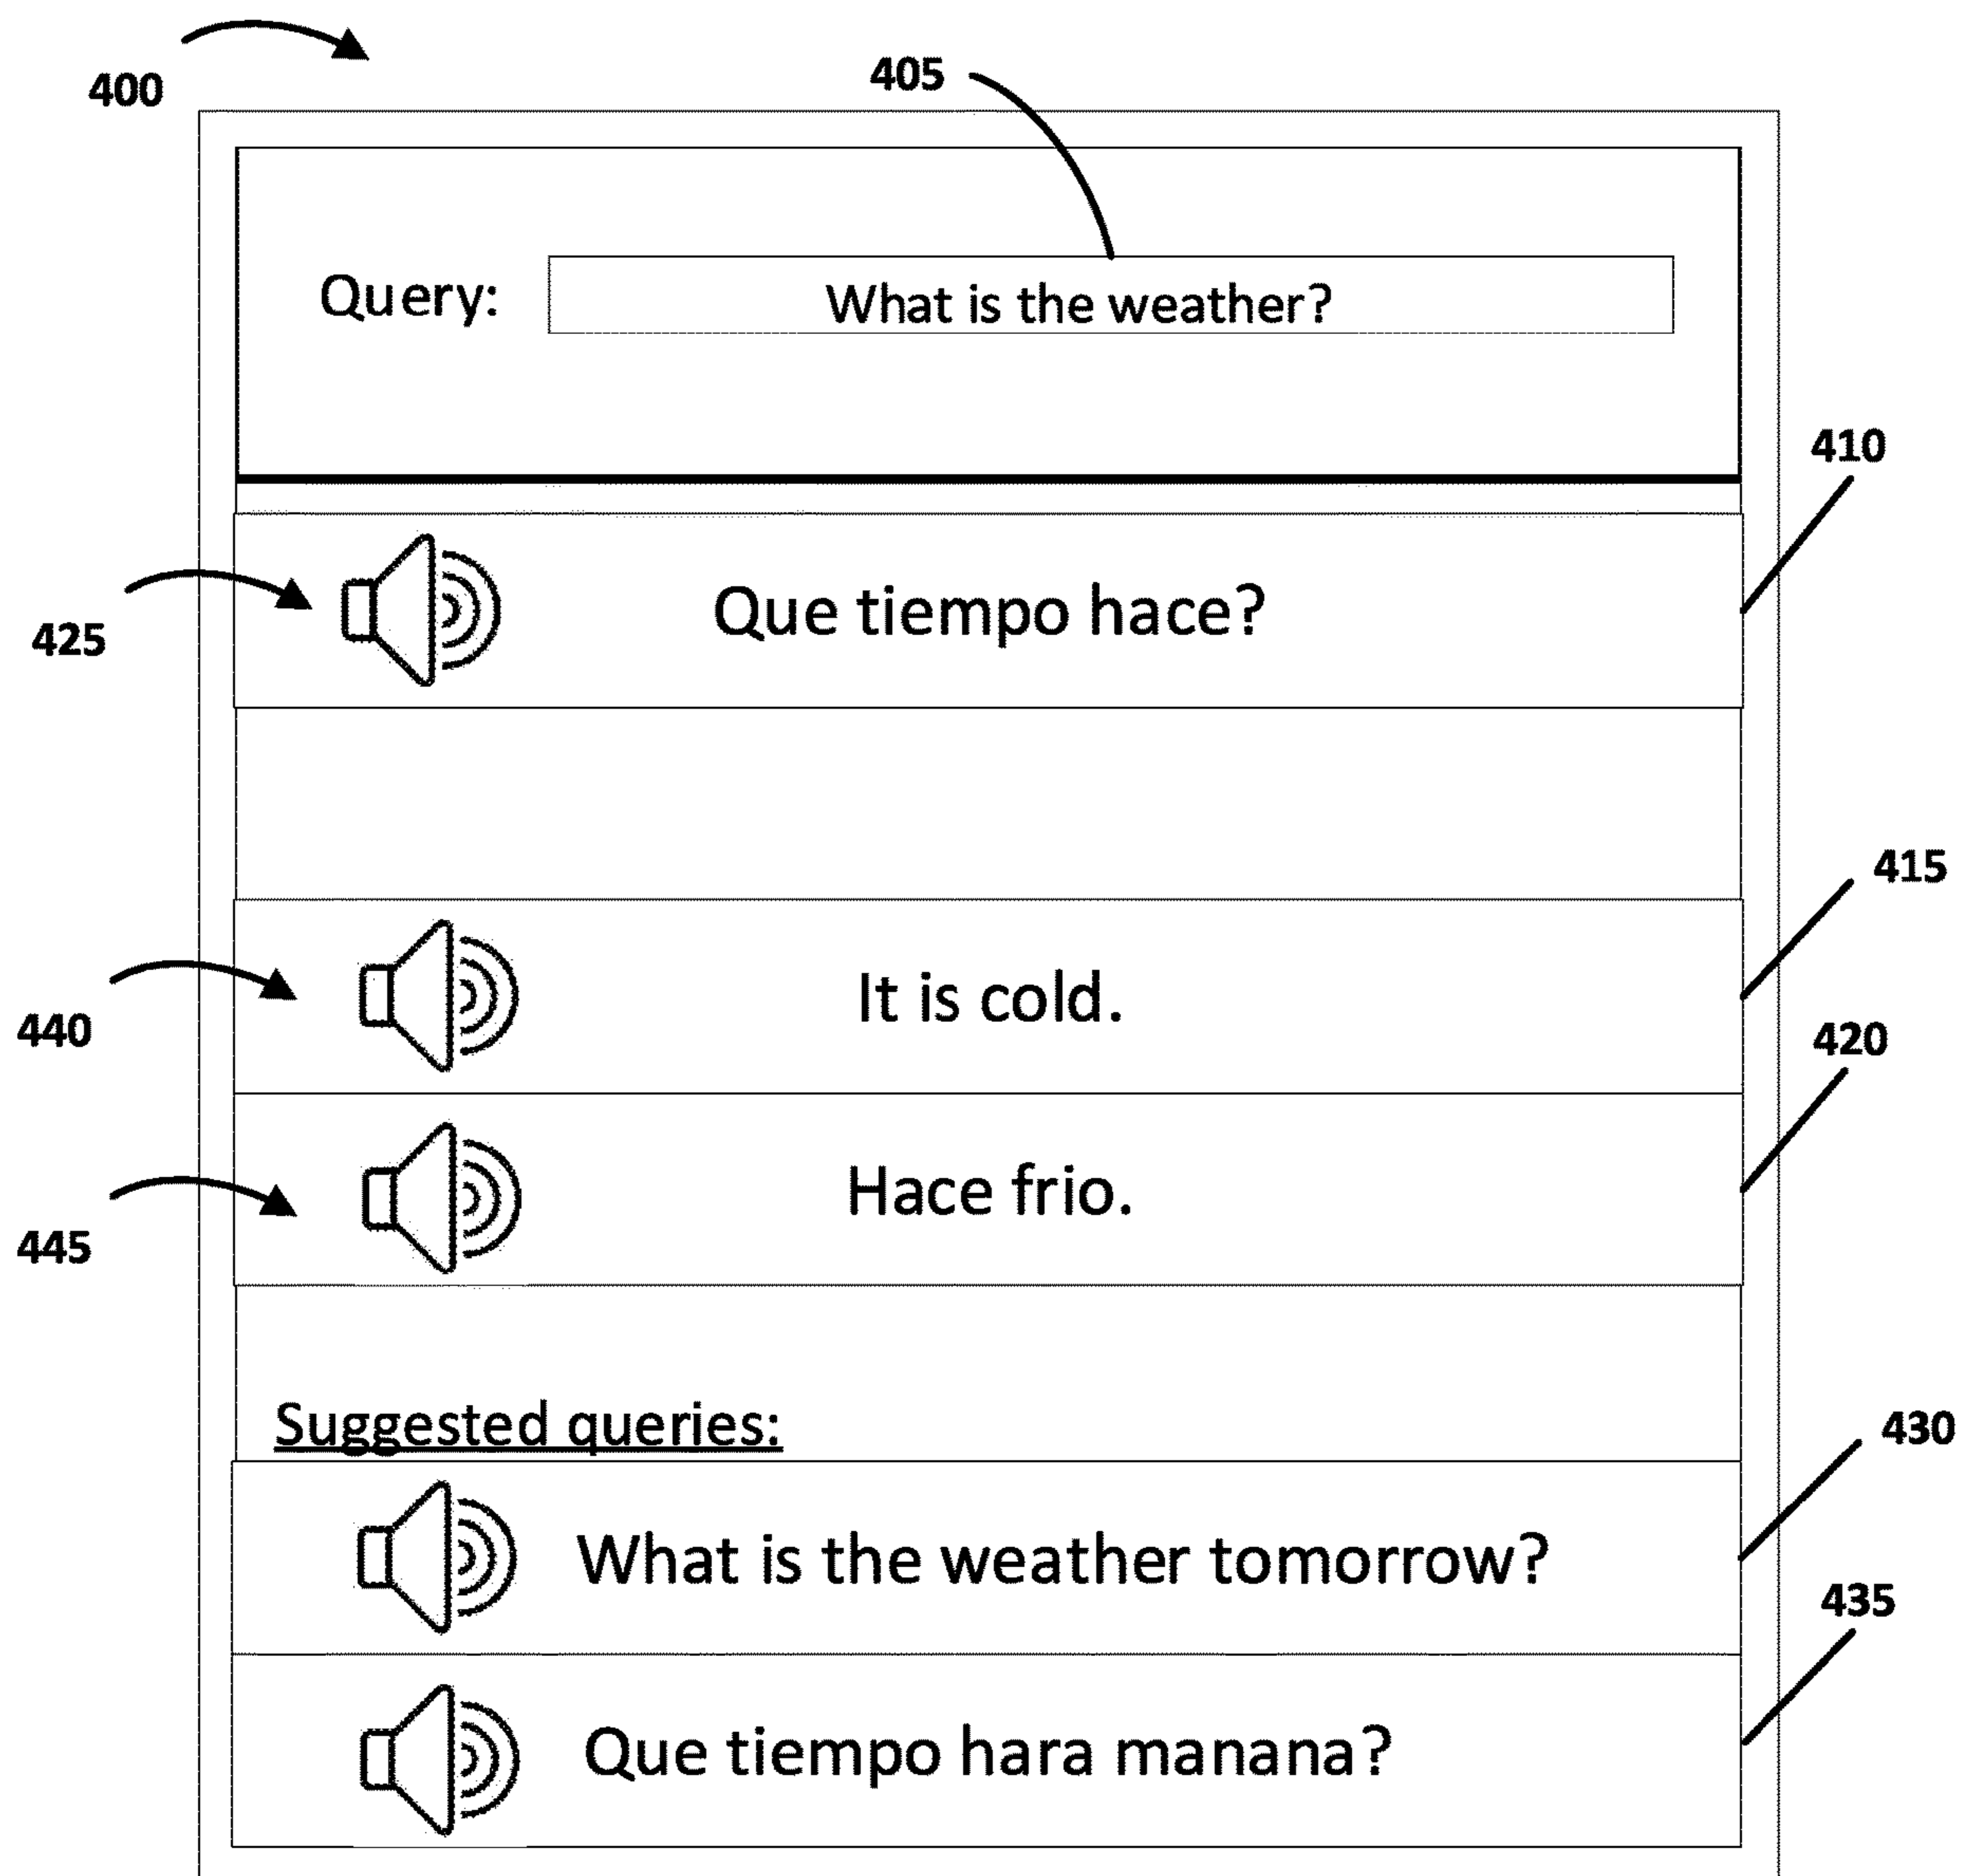 400
405
Query: What is the weather?
410
425
Que tiempo hace?
415
440
It is cold.
420
445
Hace frio.
Suggested queries:
430
What is the weather tomorrow?
435
Que tiempo hara manana?